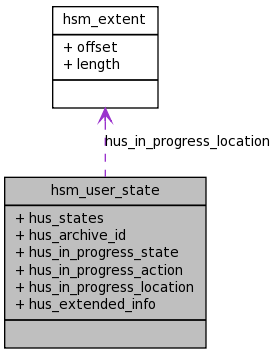 hsm_extent
+ offset
+ length
hus_in_progress_location
hsm_user_state
+ hus_states
+ hus_archive_id
+ hus_in_progress_state
+ hus_in_progress_action
+ hus_in_progress_location
+ hus_extended_info